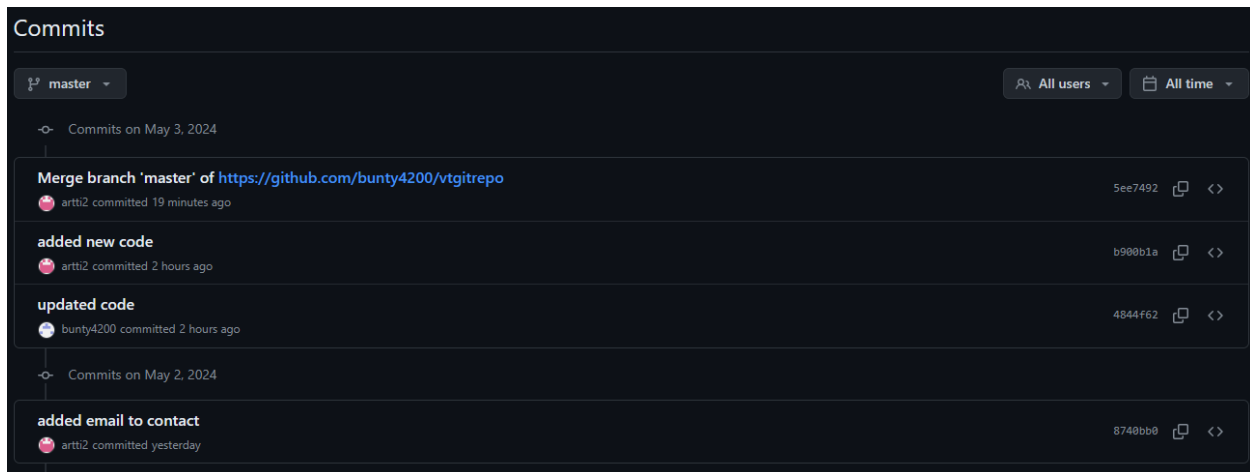 Commits
master
All users
All time
Commits on May 3, 2024
Merge branch 'master' of https://github.com/bunty4200/vtgitrepo
5ee7492
artti2 committed 19 minutes ago
added new code
b900b1a
artti2 committed 2 hours ago
updated code
4844f62
bunty4200 committed 2 hours ago
Commits on May 2, 2024
added email to contact
8740bb0
artti2 committed yesterday